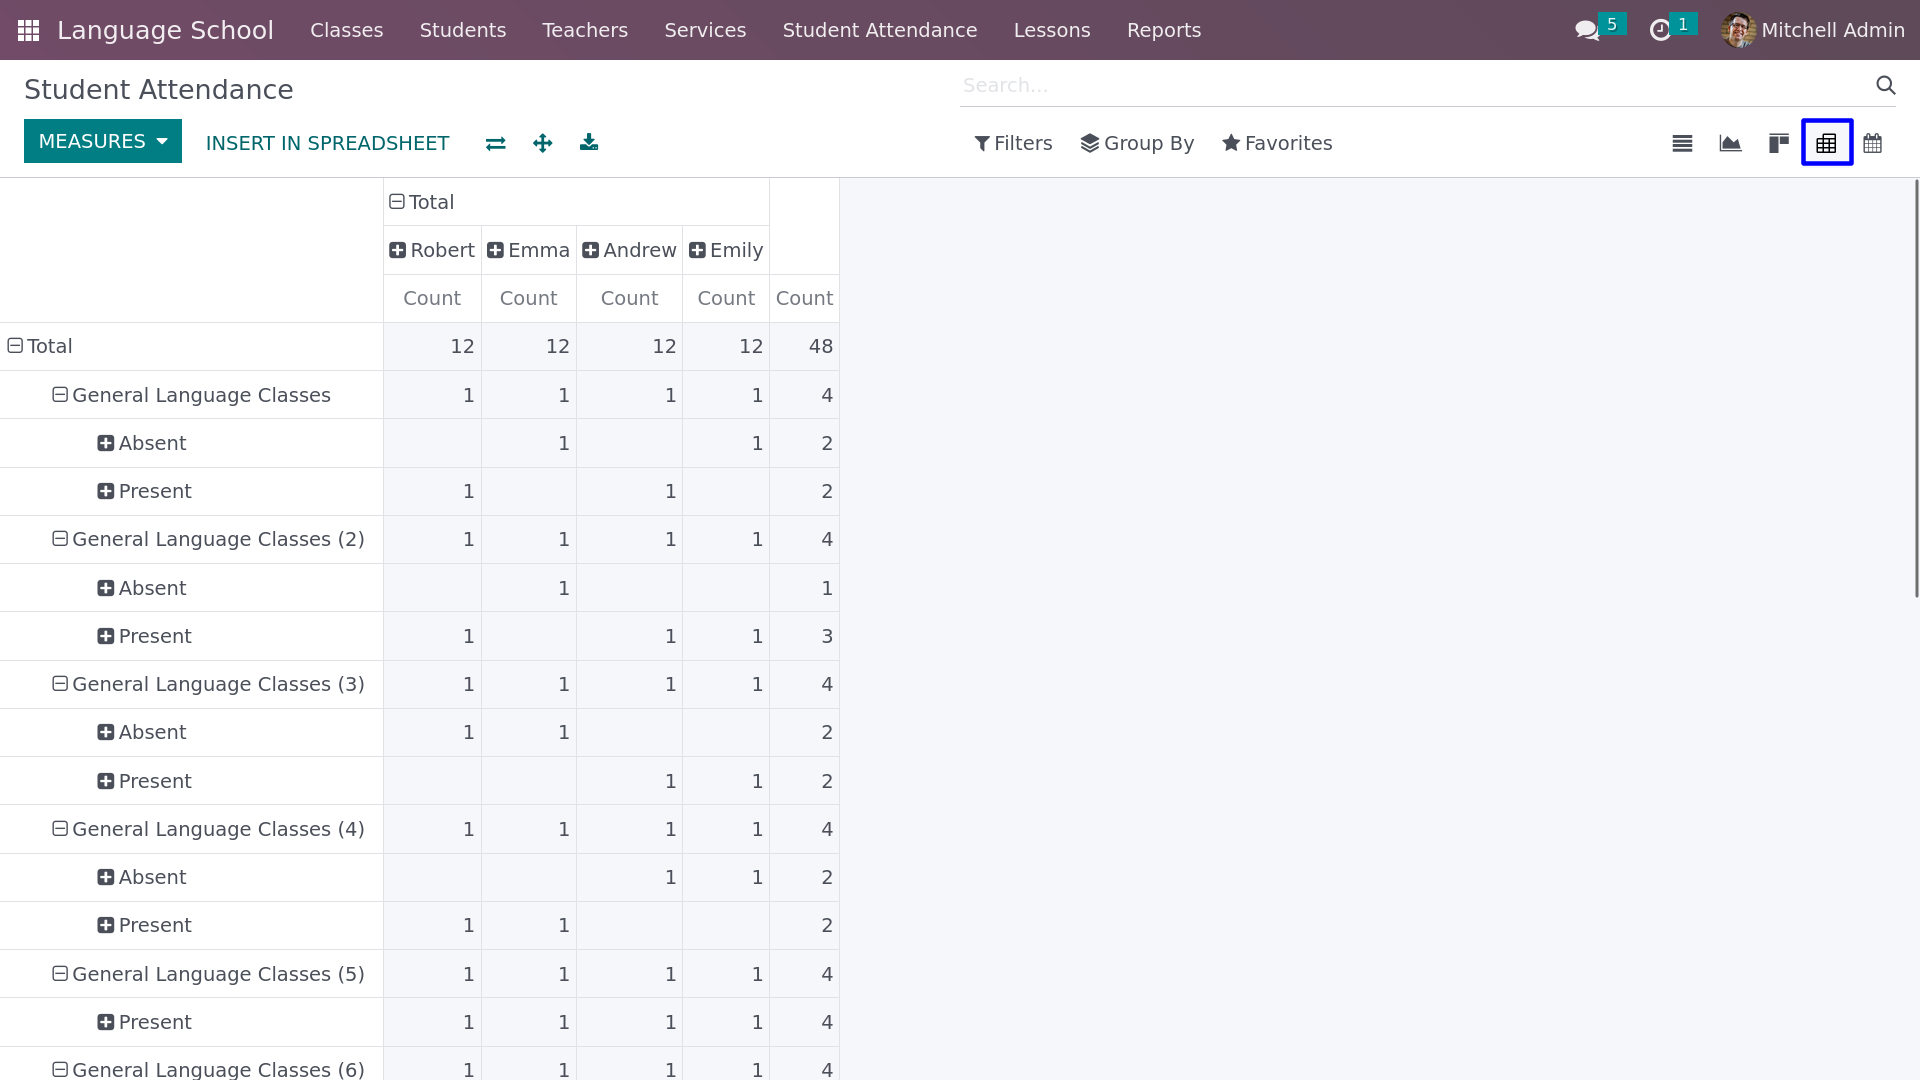 Language School Classes Students Teachers Services Student Attendance Lessons Reports 5 1 Mitchell Admin
Student Attendance Search...
MEASURES INSERT IN SPREADSHEET Filters Group By Favorites
Total
Robert Emma Andrew Emily
Count Count Count Count Count
Total 12 12 12 12 48
General Language Classes 1 1 1 1 4
Absent 1 1 2
Present 1 1 2
General Language Classes (2) 1 1 1 1 4
Absent 1 1
Present 1 1 1 3
General Language Classes (3) 1 1 1 1 4
Absent 1 1 2
Present 1 1 2
General Language Classes (4) 1 1 1 1 4
Absent 1 1 2
Present 1 1 2
General Language Classes (5) 1 1 1 1 4
Present 1 1 1 1 4
General Language Classes (6) 1 1 1 1 4